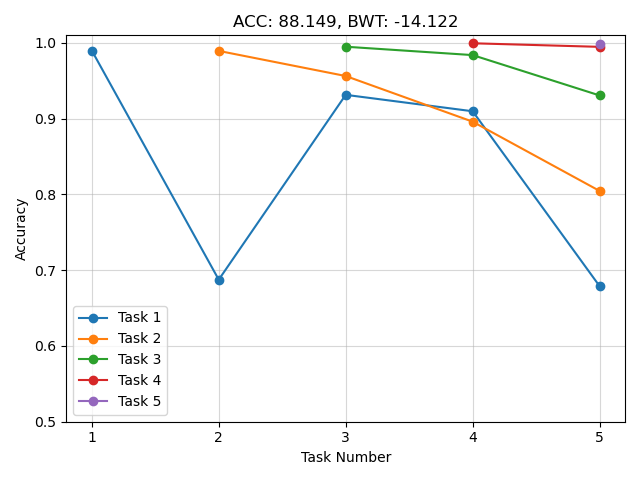 ACC: 88.149, BWT: -14.122
1.0
0.9
0.8
0.7
0.6
0.5
Accuracy
Task 1
Task 2
Task 3
Task 4
Task 5
1 2 3 4 5
Task Number